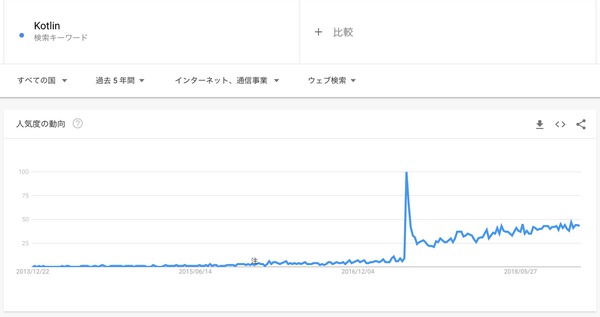 Kotlin
検索キーワード
+ 比較
すべての国
過去 5 年間
インターネット、通信事業
ウェブ検索
人気度の動向
100
75
50
25
注
2013/12/22
2015/06/14
2016/12/04
2018/05/27